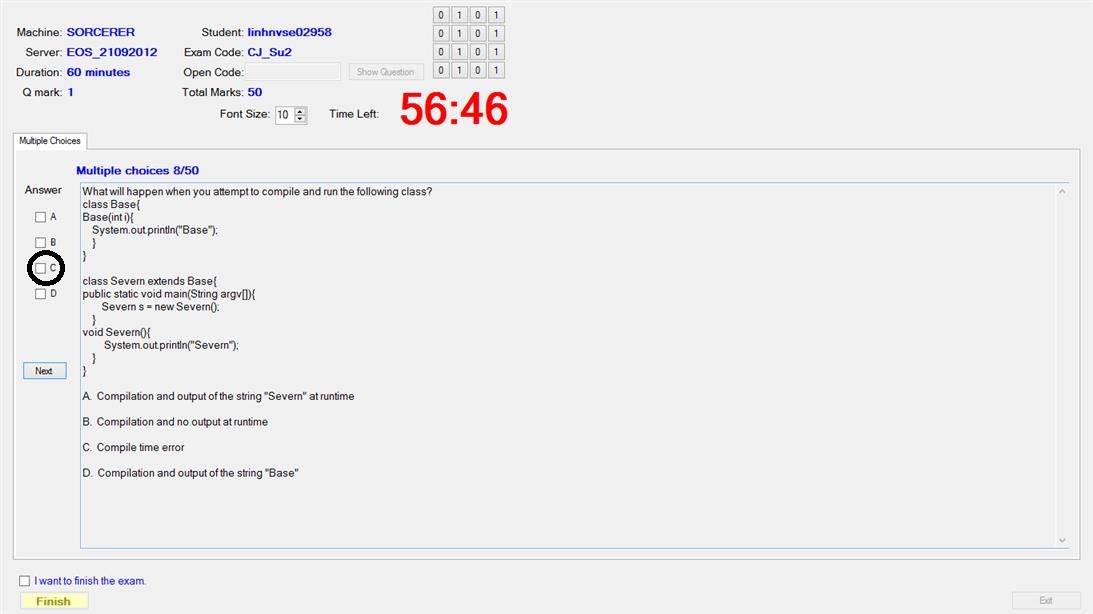 Machine: SORCERER Student: linhnvse02958
Server: EOS_21092012 Exam Code: CJ_Su2
Duration: 60 minutes Open Code: Show Question
Q mark: 1 Total Marks: 50
0 1 0 1
0 1 0 1
0 1 0 1
0 1 0 1
Font Size: 10 Time Left: 56:46
Multiple Choices
Multiple choices 8/50
Answer
A
B
C
D
Next
What will happen when you attempt to compile and run the following class?
class Base{
Base(int i){
System.out.println("Base");
}
}
class Severn extends Base{
public static void main(String argv[]){
Severn s = new Severn();
}
void Severn(){
System.out.println("Severn");
}
}
A. Compilation and output of the string "Severn" at runtime
B. Compilation and no output at runtime
C. Compile time error
D. Compilation and output of the string "Base"
I want to finish the exam.
Finish
Exit